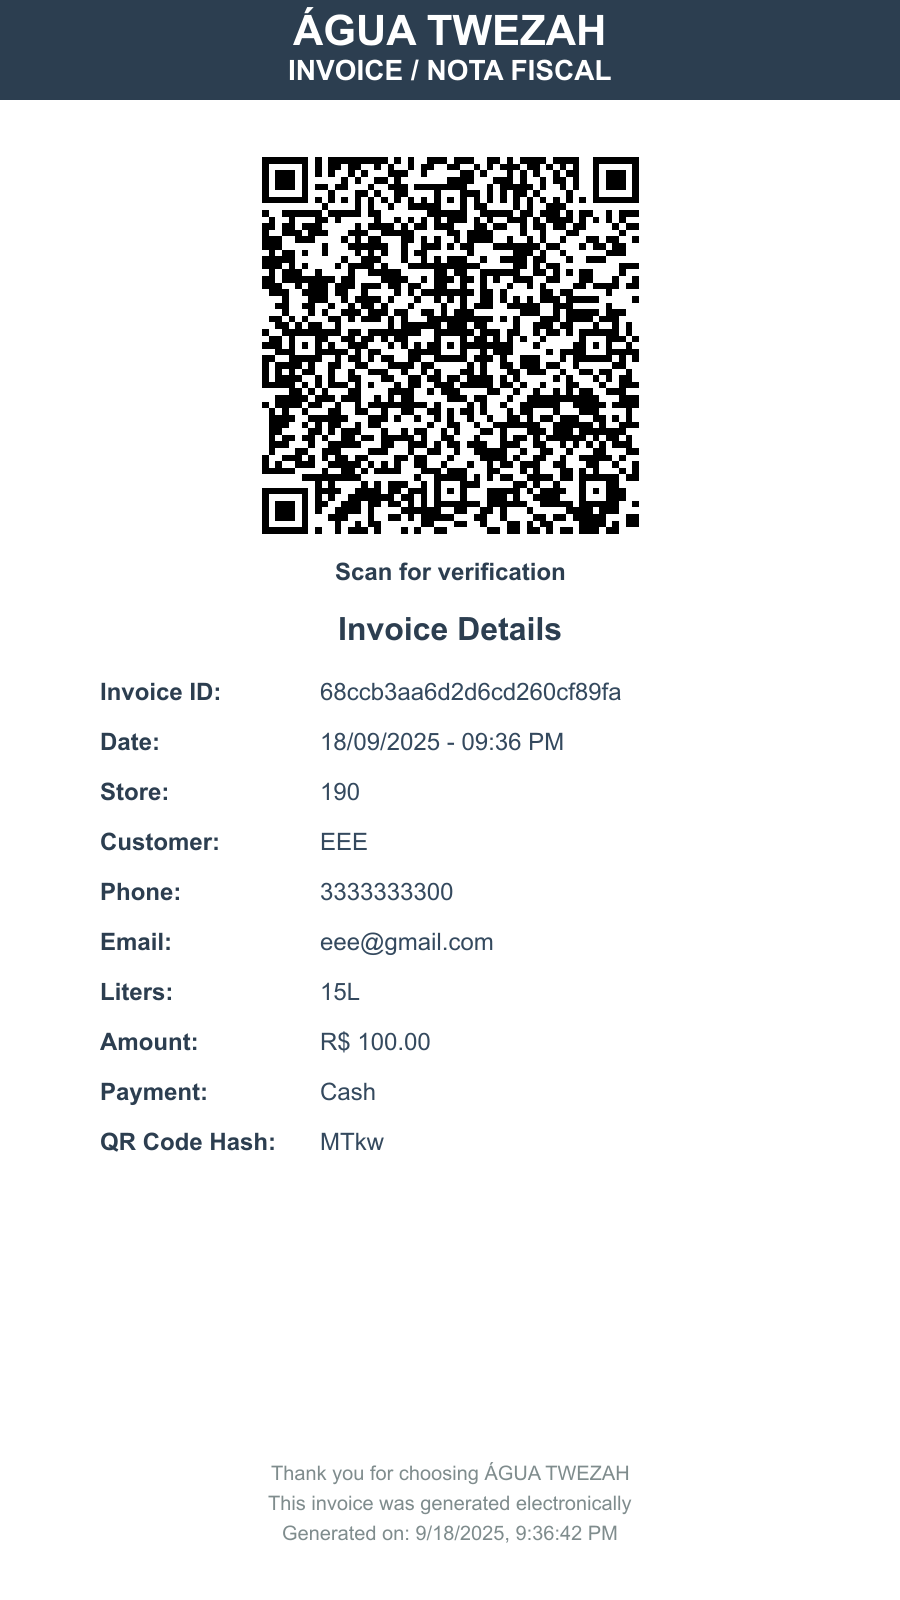 ÁGUA TWEZAH
INVOICE / NOTA FISCAL
Scan for verification
Invoice Details
Invoice ID: 68ccb3aa6d2d6cd260cf89fa
Date: 18/09/2025 - 09:36 PM
Store: 190
Customer: EEE
Phone: 3333333300
Email: eee@gmail.com
Liters: 15L
Amount: R$ 100.00
Payment: Cash
QR Code Hash: MTkw
Thank you for choosing ÁGUA TWEZAH
This invoice was generated electronically
Generated on: 9/18/2025, 9:36:42 PM